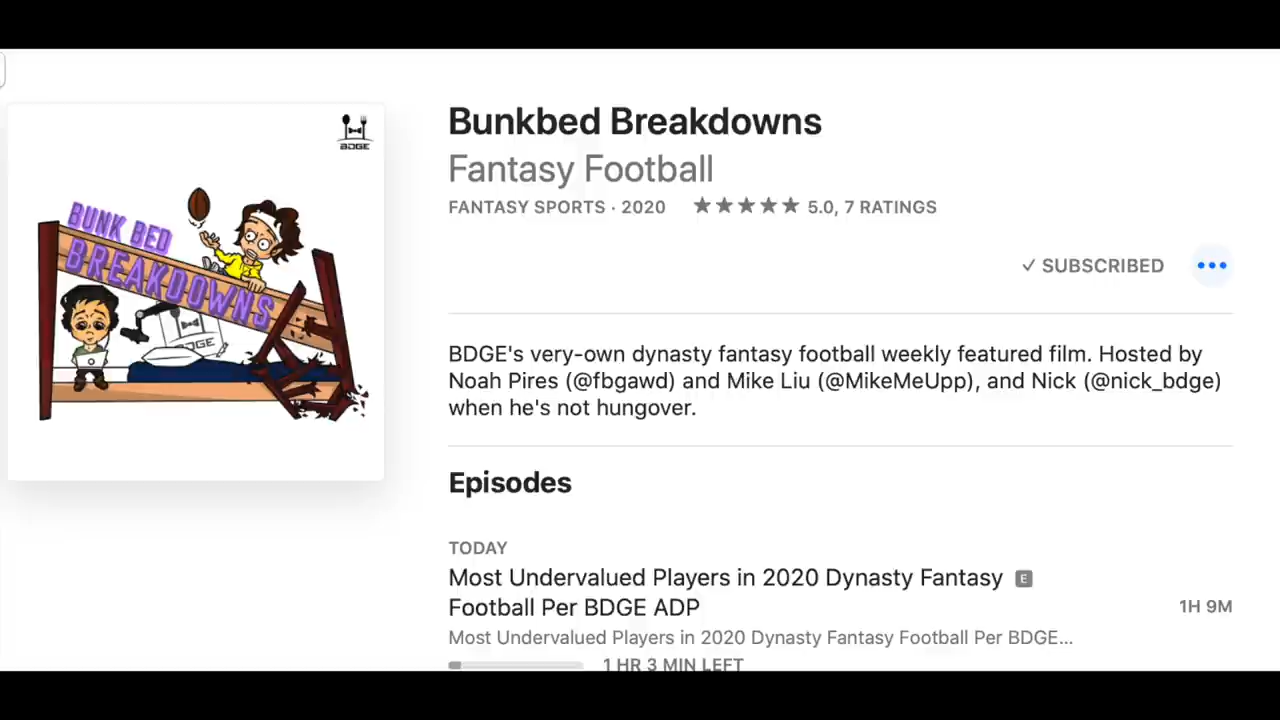 BDGE
BUNK BED
BREAKDOWNS
BDGE
Bunkbed Breakdowns
Fantasy Football
FANTASY SPORTS · 2020 ★★★★★ 5.0, 7 RATINGS
✓ SUBSCRIBED
BDGE's very-own dynasty fantasy football weekly featured film. Hosted by
Noah Pires (@fbgawd) and Mike Liu (@MikeMeUpp), and Nick (@nick_bdge)
when he's not hungover.
Episodes
TODAY
Most Undervalued Players in 2020 Dynasty Fantasy E
Football Per BDGE ADP
1H 9M
Most Undervalued Players in 2020 Dynasty Fantasy Football Per BDGE...
1 HR 3 MIN LEFT